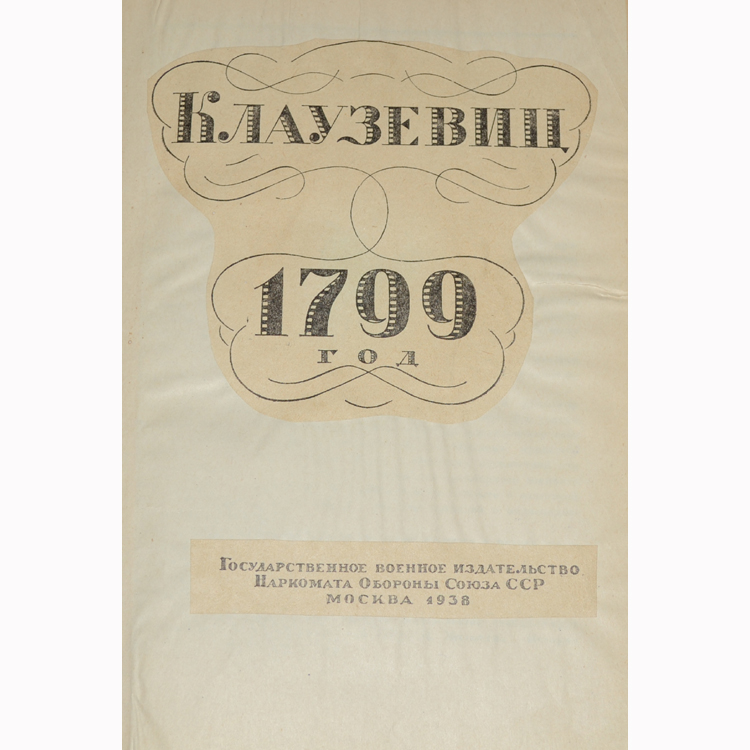 Клаузевиц
1799
год
Государственное военное издательство
Наркомата Обороны Союза ССР
Москва 1938